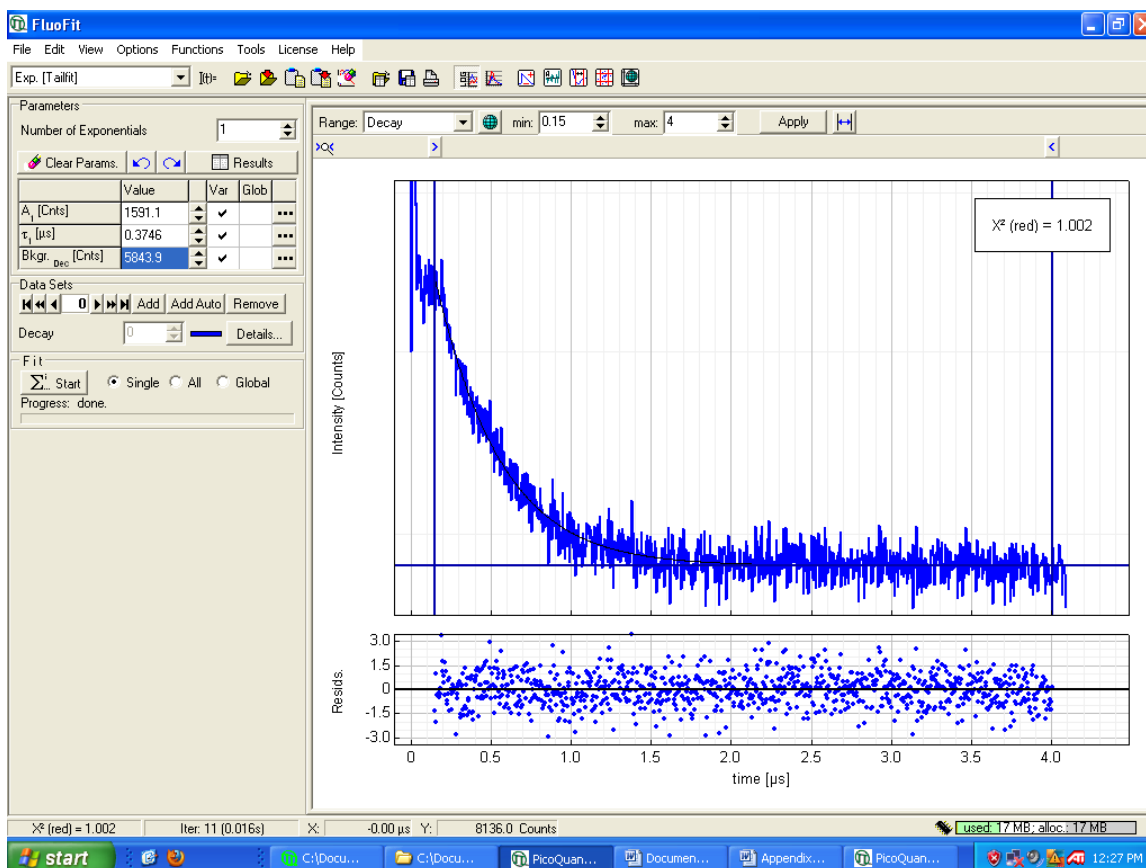 FluoFit
File Edit View Options Functions Tools License Help
Exp. [Tailfit] I(t)=
Parameters
Number of Exponentials 1
Clear Params. Results
Value Var Glob
A1 [Cnts] 1591.1
τ1 [µs] 0.3746
Bkgr. Dec [Cnts] 5843.9
Data Sets
0 Add Add Auto Remove
Decay 0 Details...
Fit
Start Single All Global
Progress: done.
Range: Decay min: 0.15 max: 4 Apply
X² (red) = 1.002
Intensity [Counts]
Resids.
3.0
1.5
0
-1.5
-3.0
0 0.5 1.0 1.5 2.0 2.5 3.0 3.5 4.0
time [µs]
X² (red) = 1.002 Iter: 11 (0.016s) X: -0.00 µs Y: 8136.0 Counts used: 17 MB; alloc.: 17 MB
start C:\Docu... C:\Docu... PicoQuan... Documen... Appendix... PicoQuan... ATI 12:27 PM